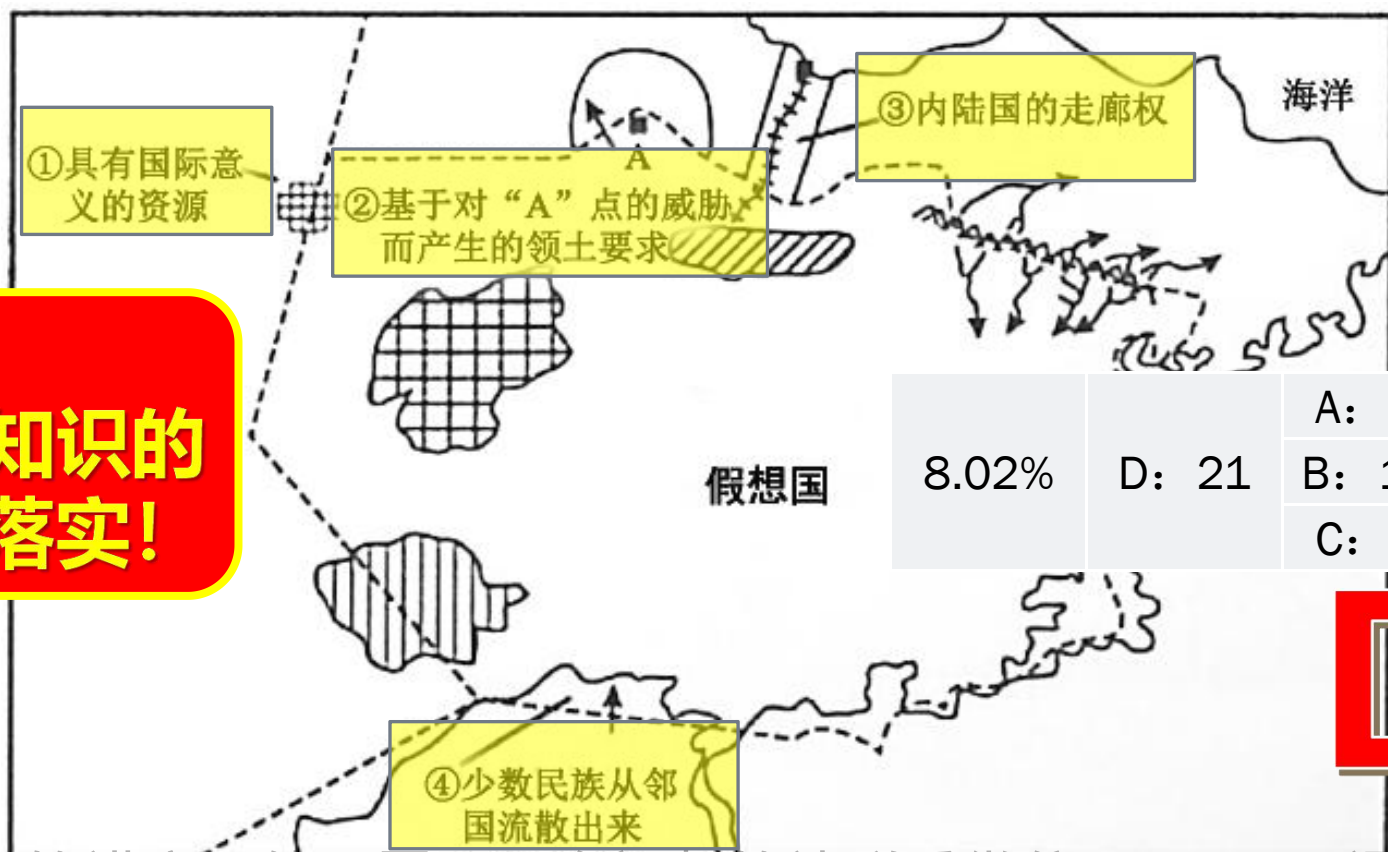 ①具有国际意
义的资源
A
②基于对“A”点的威胁
而产生的领土要求
③内陆国的走廊权
海洋
知识的
落实！
假想国
8.02%
D：21
A：
B：1
C：
④少数民族从邻
国流散出来